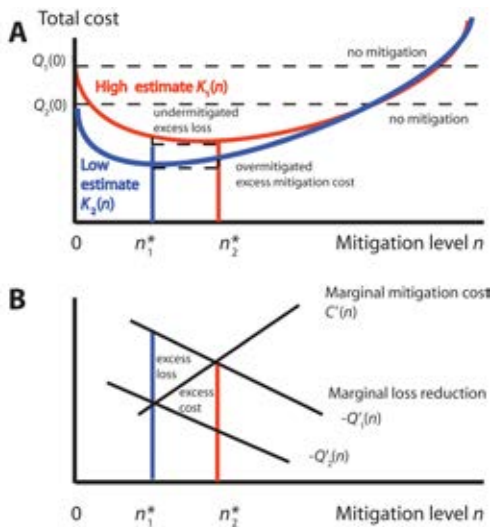 Total cost
A
Q₁(0)
no mitigation
High estimate K₁(n)
Q₂(0)
undermitigated
excess loss
no mitigation
Low
estimate
K₂(n)
overmitigated
excess mitigation cost
0
n₁*
n₂*
Mitigation level n
B
Marginal mitigation cost
C'(n)
excess
loss
excess
cost
Marginal loss reduction
-Q'₁(n)
-Q'₂(n)
0
n₁*
n₂*
Mitigation level n